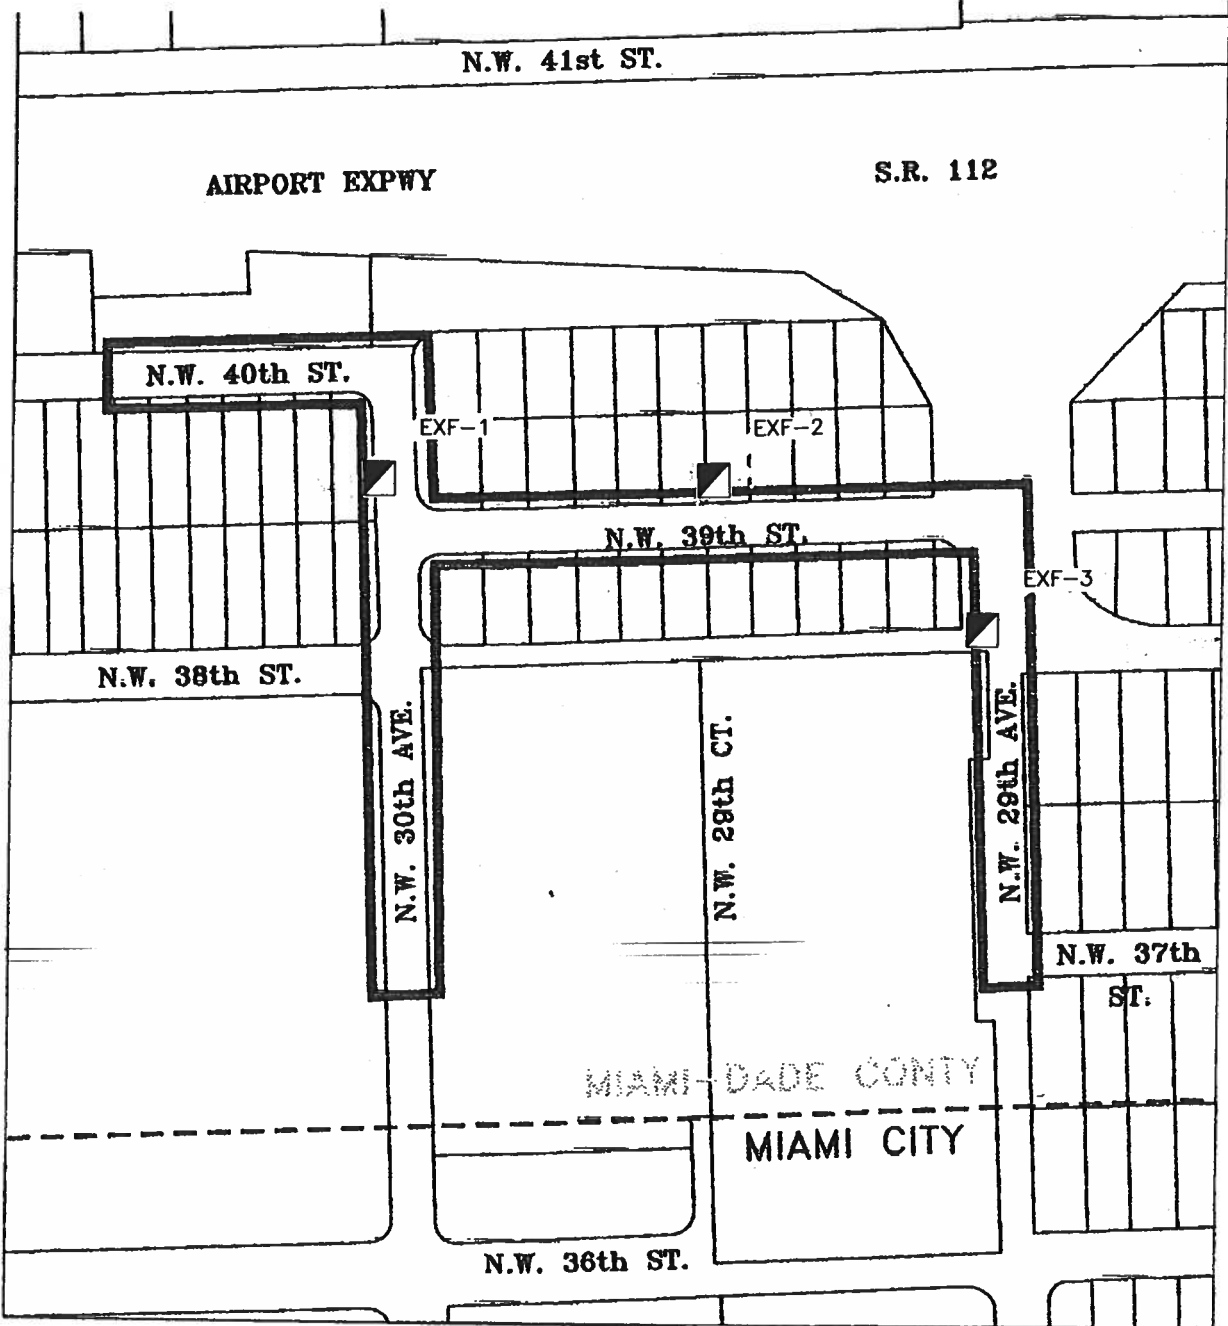 N.W. 41st ST.
AIRPORT EXPWY
S.R. 112
N.W. 40th ST.
EXF-1
EXF-2
N.W. 39th ST.
EXF-3
N.W. 38th ST.
N.W. 30th AVE.
N.W. 29th CT.
N.W. 29th AVE.
N.W. 37th
ST.
MIAMI-DADE CONTY
MIAMI CITY
N.W. 36th ST.